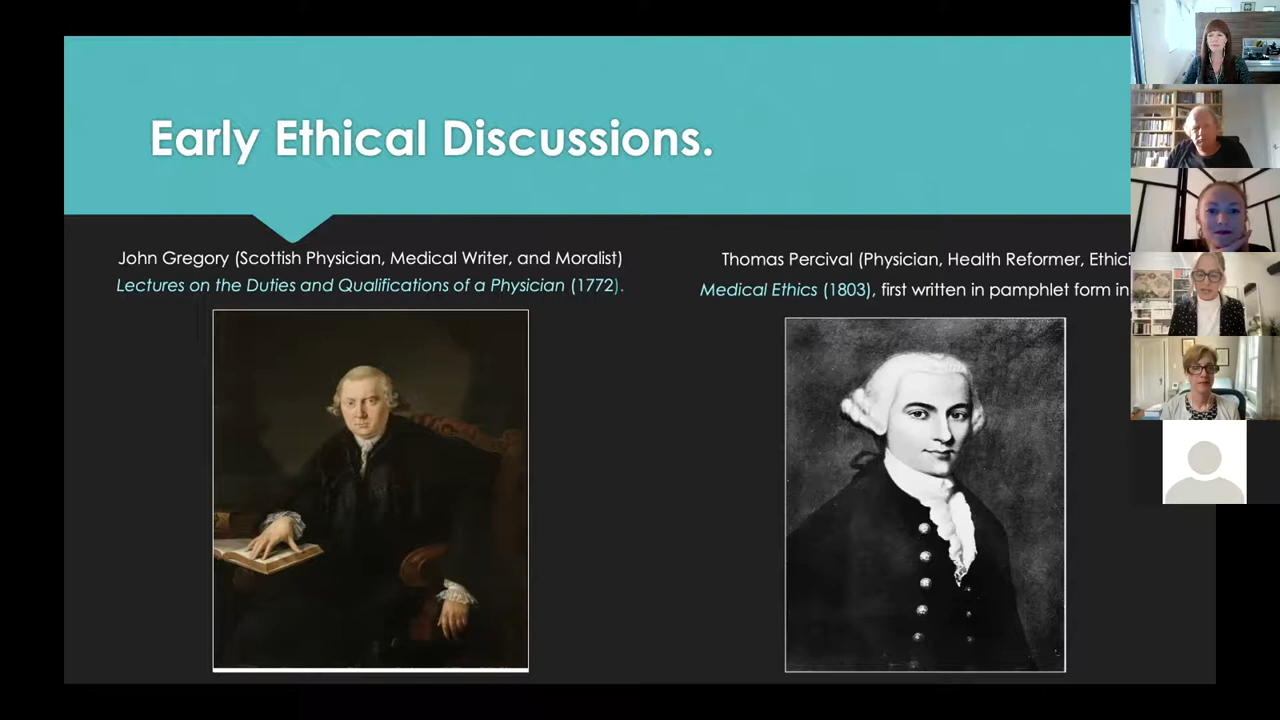 Early Ethical Discussions.
John Gregory (Scottish Physician, Medical Writer, and Moralist)
Lectures on the Duties and Qualifications of a Physician (1772).
Thomas Percival (Physician, Health Reformer,
Medical Ethics (1803), first written in pamphlet form in